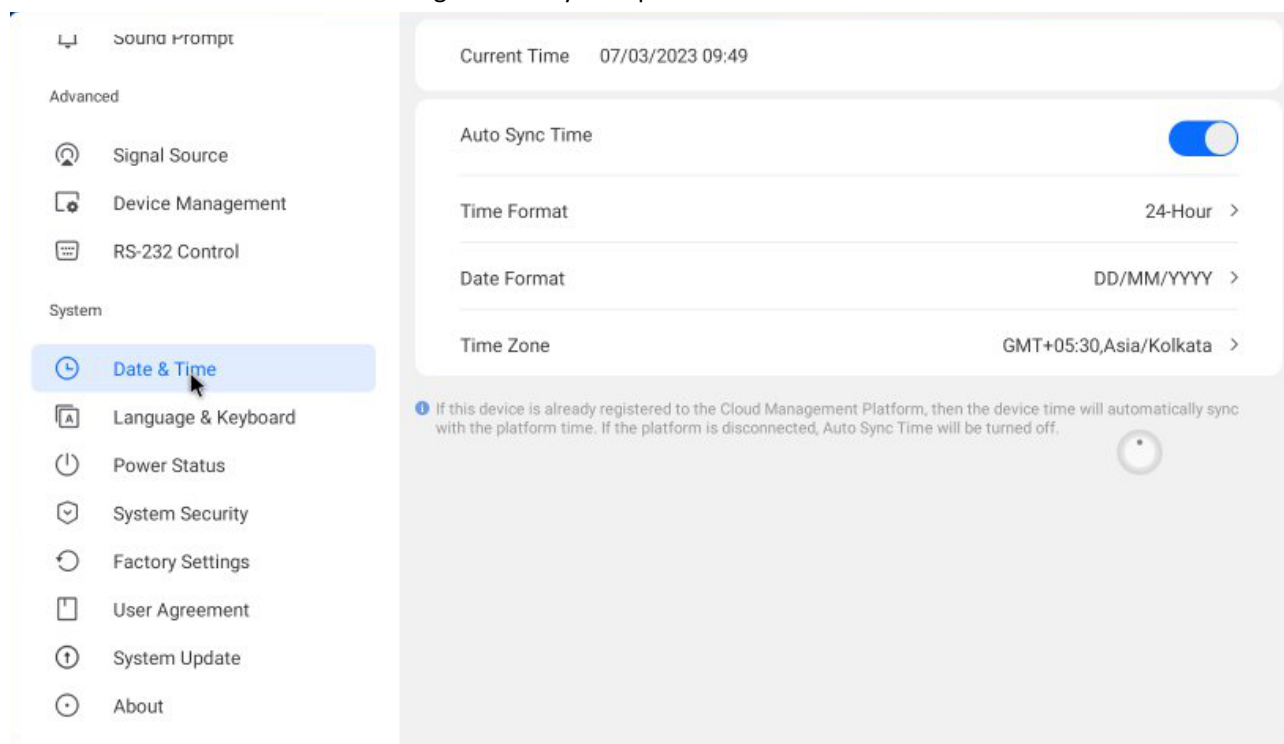 Sound Prompt
Advanced
Signal Source
Device Management
RS-232 Control
System
Date & Time
Language & Keyboard
Power Status
System Security
Factory Settings
User Agreement
System Update
About
Current Time 07/03/2023 09:49
Auto Sync Time
Time Format 24-Hour >
Date Format DD/MM/YYYY >
Time Zone GMT+05:30,Asia/Kolkata >
If this device is already registered to the Cloud Management Platform, then the device time will automatically sync
with the platform time. If the platform is disconnected, Auto Sync Time will be turned off.